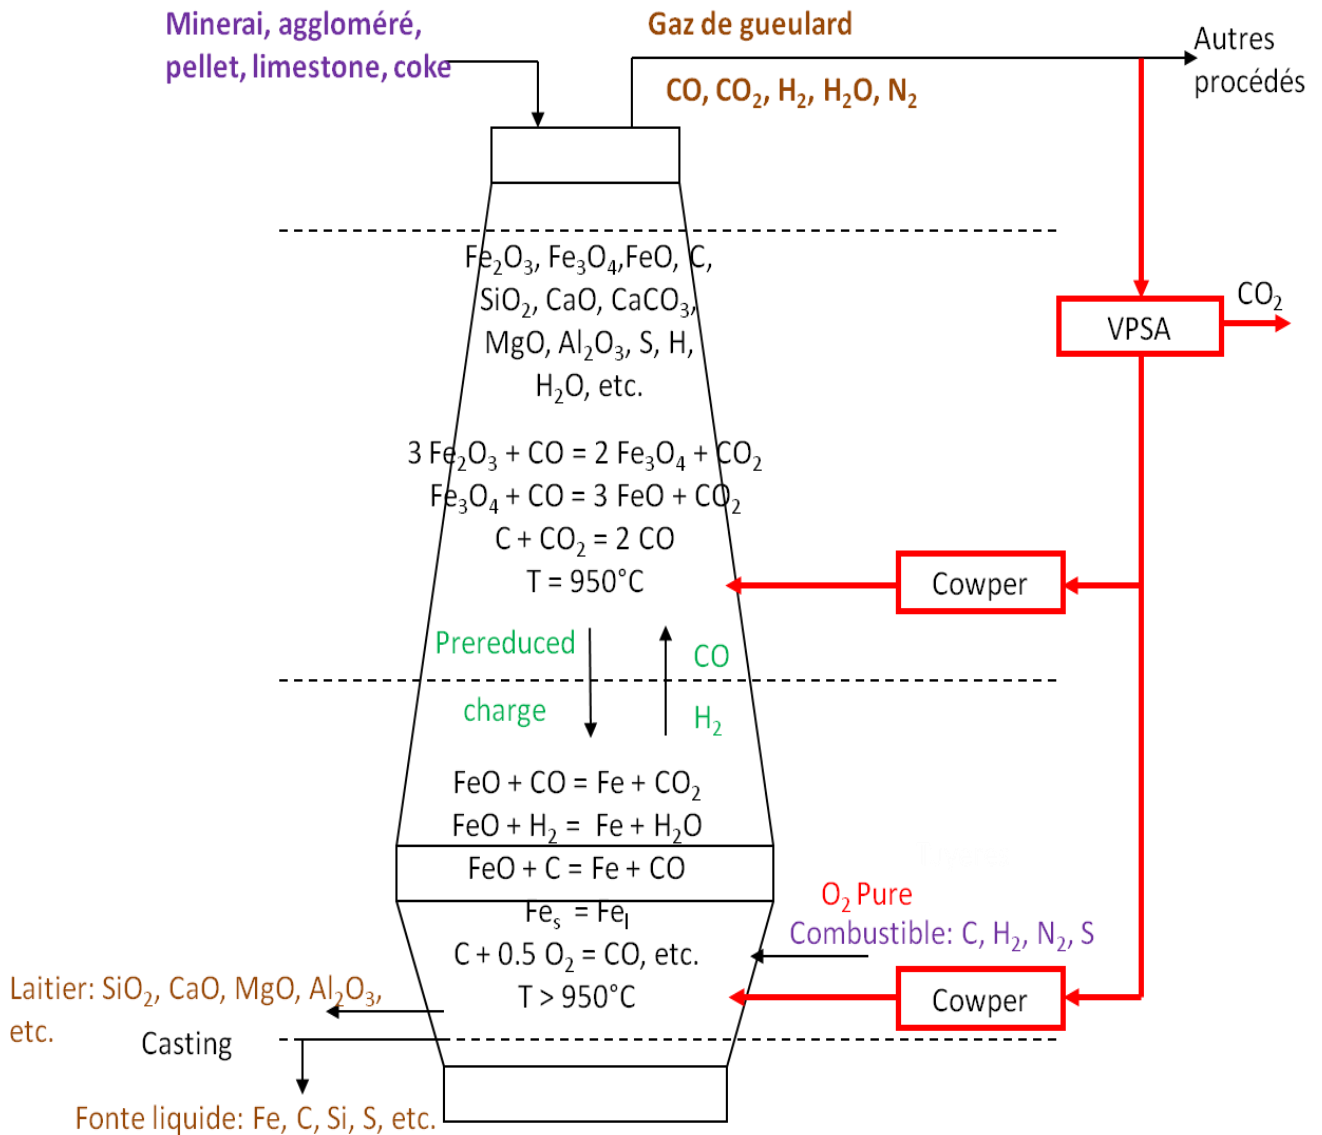 Minerai, aggloméré,
pellet, limestone, coke
Gaz de gueulard
CO, CO₂, H₂, H₂O, N₂
Autres
procédés
Fe₂O₃, Fe₃O₄,FeO, C,
SiO₂, CaO, CaCO₃,
MgO, Al₂O₃, S, H,
H₂O, etc.
VPSA
CO₂
3 Fe₂O₃ + CO = 2 Fe₃O₄ + CO₂
Fe₃O₄ + CO = 3 FeO + CO₂
C + CO₂ = 2 CO
T = 950°C
Cowper
Prereduced
charge
CO
H₂
FeO + CO = Fe + CO₂
FeO + H₂ = Fe + H₂O
FeO + C = Fe + CO
Feₛ = Feₗ
C + 0.5 O₂ = CO, etc.
T > 950°C
O₂ Pure
Combustible: C, H₂, N₂, S
Cowper
Laitier: SiO₂, CaO, MgO, Al₂O₃,
etc.
Casting
Fonte liquide: Fe, C, Si, S, etc.